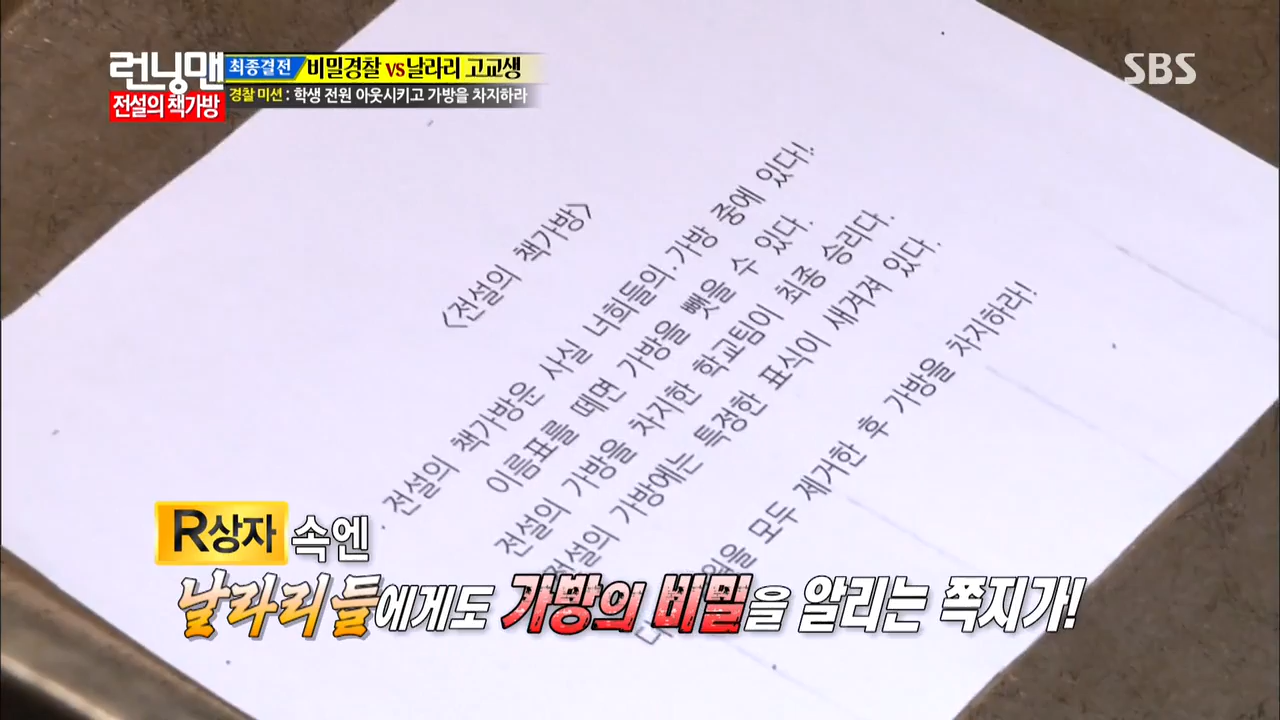 런닝맨
전설의 책가방
최종결전 비밀경찰 VS 날라리 고교생
경찰 미션 : 학생 전원 아웃시키고 가방을 차지하라
SBS
<전설의 책가방>
전설의 책가방은 사실 너희들의 가방 중에 있다!
이름표를 떼면 가방을 뺏을 수 있다.
전설의 가방을 차지한 학교팀이 최종 승리다.
전설의 가방에는 특정한 표식이 새겨져 있다.
모두 제거한 후 가방을 차지하라!
R상자 속엔
날라리들에게도 가방의 비밀을 알리는 쪽지가!